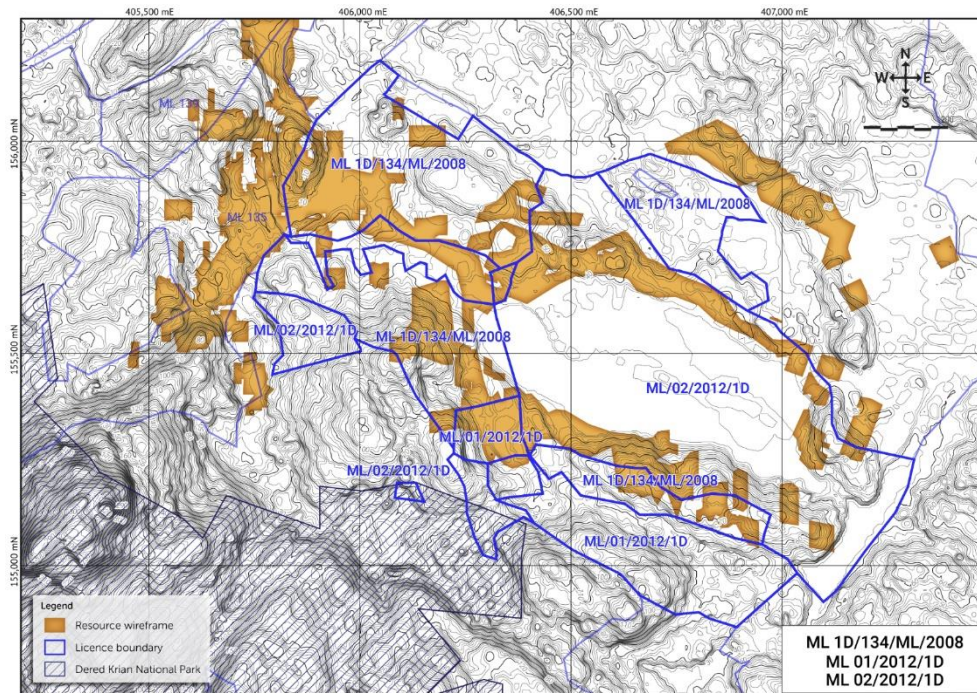 405,500 mE
406,000 mE
406,500 mE
407,000 mE
N
W E
S
156,000 mN
155,500 mN
155,000 mN
ML 1D/134/ML/2008
ML 135
ML 1D/134/ML/2008
ML/02/2012/1D
ML 1D/134/ML/2008
ML/02/2012/1D
ML/01/2012/1D
ML/02/2012/1D
ML 1D/134/ML/2008
ML/01/2012/1D
Legend
Resource wireframe
Licence boundary
Dered Krian National Park
ML 1D/134/ML/2008
ML 01/2012/1D
ML 02/2012/1D